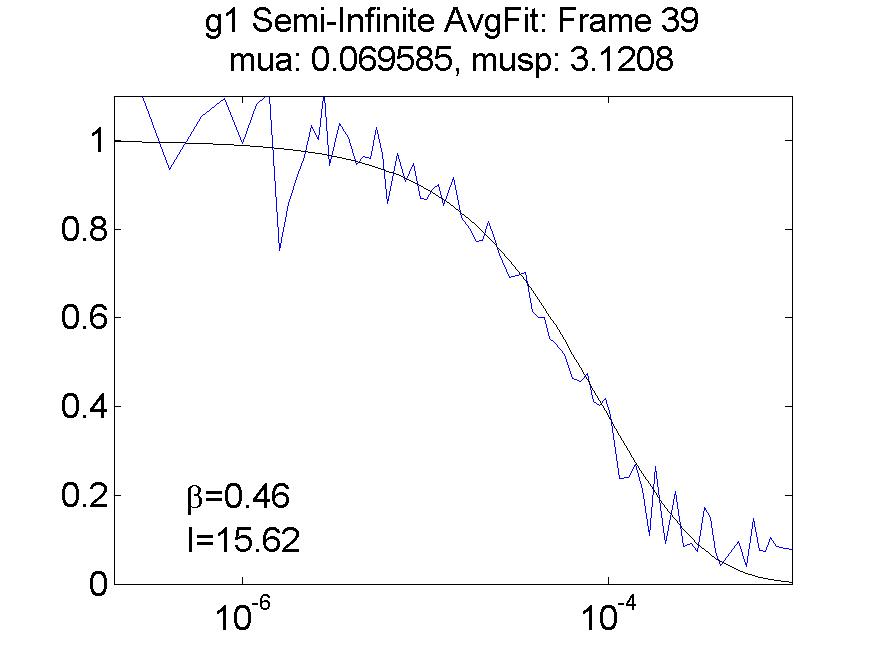 g1 Semi-Infinite AvgFit: Frame 39
mua: 0.069585, musp: 3.1208
1
0.8
0.6
0.4
0.2
0
β=0.46
I=15.62
10^-6
10^-4